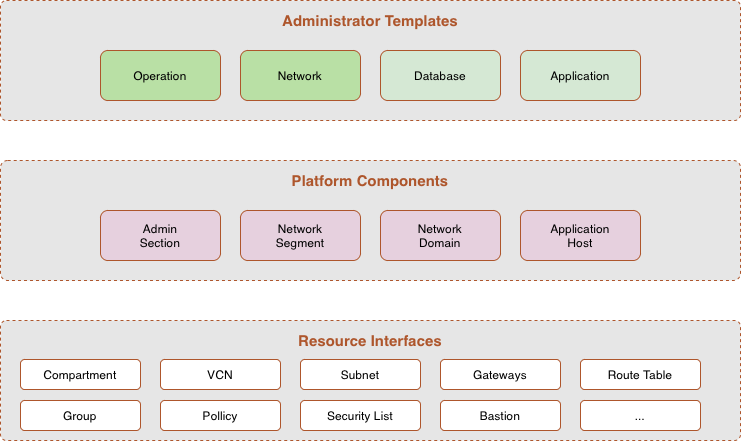 Administrator Templates
Operation
Network
Database
Application
Platform Components
Admin
Section
Network
Segment
Network
Domain
Application
Host
Resource Interfaces
Compartment
VCN
Subnet
Gateways
Route Table
Group
Pollicy
Security List
Bastion
...